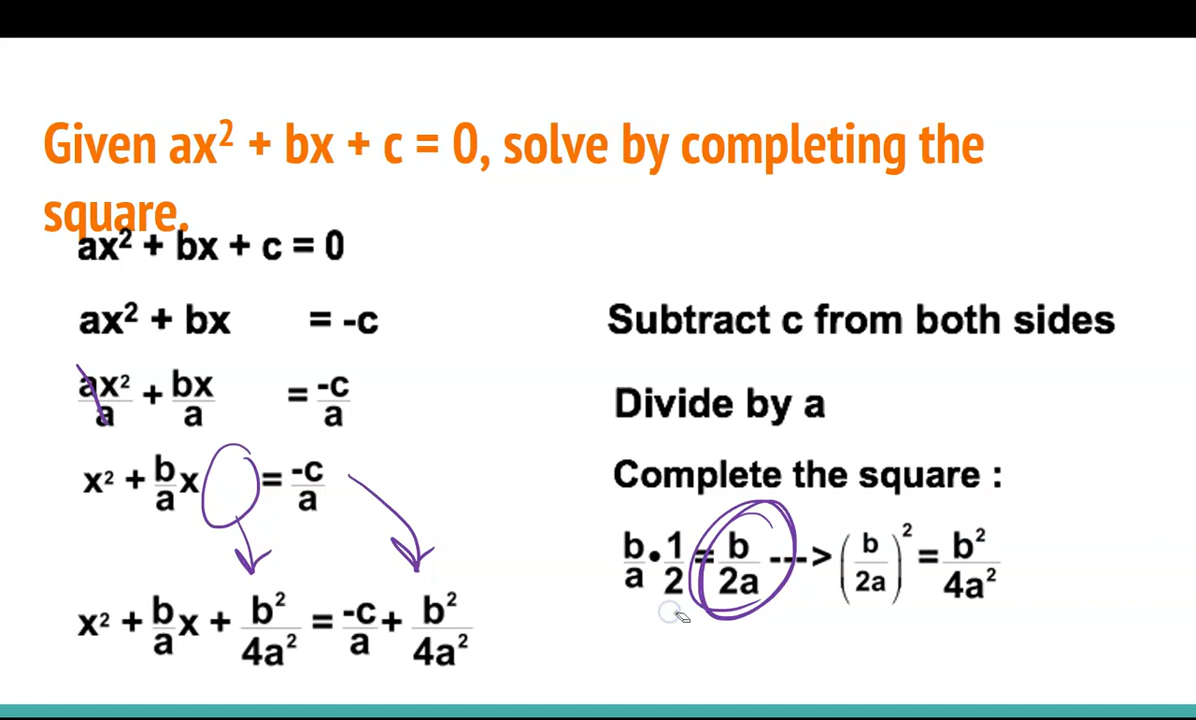 Given ax² + bx + c = 0, solve by completing the
square.
ax² + bx + c = 0
ax² + bx = -c
Subtract c from both sides
ax²/a + bx/a = -c/a
Divide by a
x² + b/a x = -c/a
Complete the square :
b/a • 1/2 = b/2a ---> (b/2a)² = b²/4a²
x² + b/a x + b²/4a² = -c/a + b²/4a²